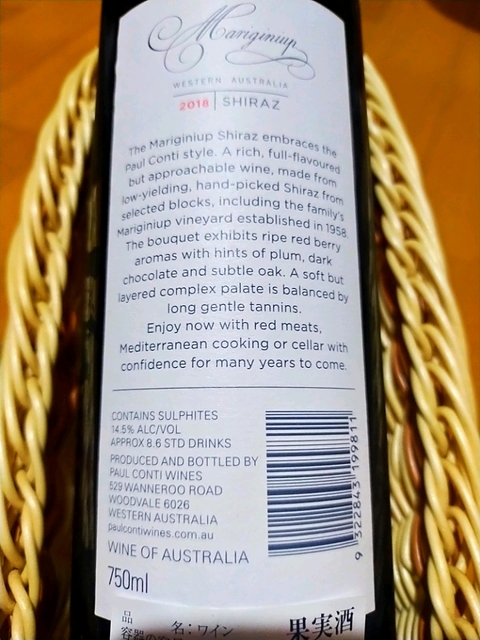 Mariginiup
WESTERN AUSTRALIA
2018 | SHIRAZ
The Mariginiup Shiraz embraces the
Paul Conti style. A rich, full-flavoured
but approachable wine, made from
low-yielding, hand-picked Shiraz from
selected blocks, including the family's
Mariginiup vineyard established in 1958.
The bouquet exhibits ripe red berry
aromas with hints of plum, dark
chocolate and subtle oak. A soft but
layered complex palate is balanced by
long gentle tannins.
Enjoy now with red meats,
Mediterranean cooking or cellar with
confidence for many years to come.
CONTAINS SULPHITES
14.5% ALC/VOL
APPROX 8.6 STD DRINKS
PRODUCED AND BOTTLED BY
PAUL CONTI WINES
529 WANNEROO ROAD
WOODVALE 6026
WESTERN AUSTRALIA
paulcontiwines.com.au
WINE OF AUSTRALIA
750ml
9 322843 199811
品 名:ワイン 果実酒
容器の容